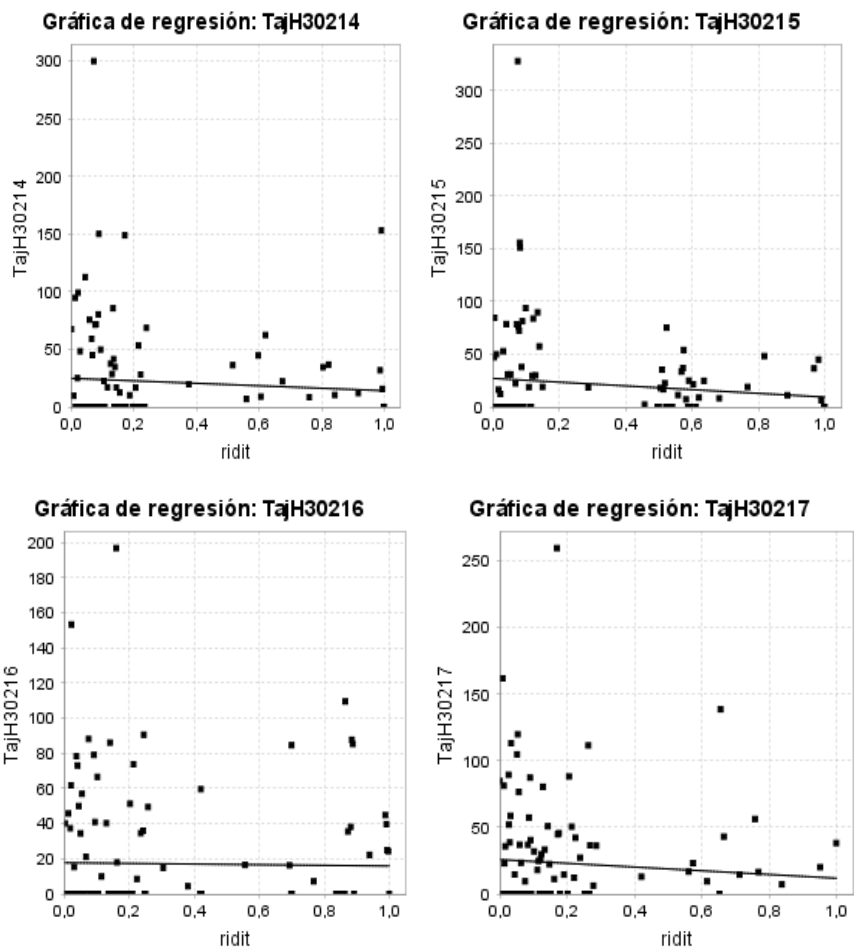 Gráfica de regresión: TajH30214
300
250
200
150
100
50
0
TajH30214
0,0 0,2 0,4 0,6 0,8 1,0
ridit
Gráfica de regresión: TajH30215
300
250
200
150
100
50
0
TajH30215
0,0 0,2 0,4 0,6 0,8 1,0
ridit
Gráfica de regresión: TajH30216
200
180
160
140
120
100
80
60
40
20
0
TajH30216
0,0 0,2 0,4 0,6 0,8 1,0
ridit
Gráfica de regresión: TajH30217
250
200
150
100
50
0
TajH30217
0,0 0,2 0,4 0,6 0,8 1,0
ridit